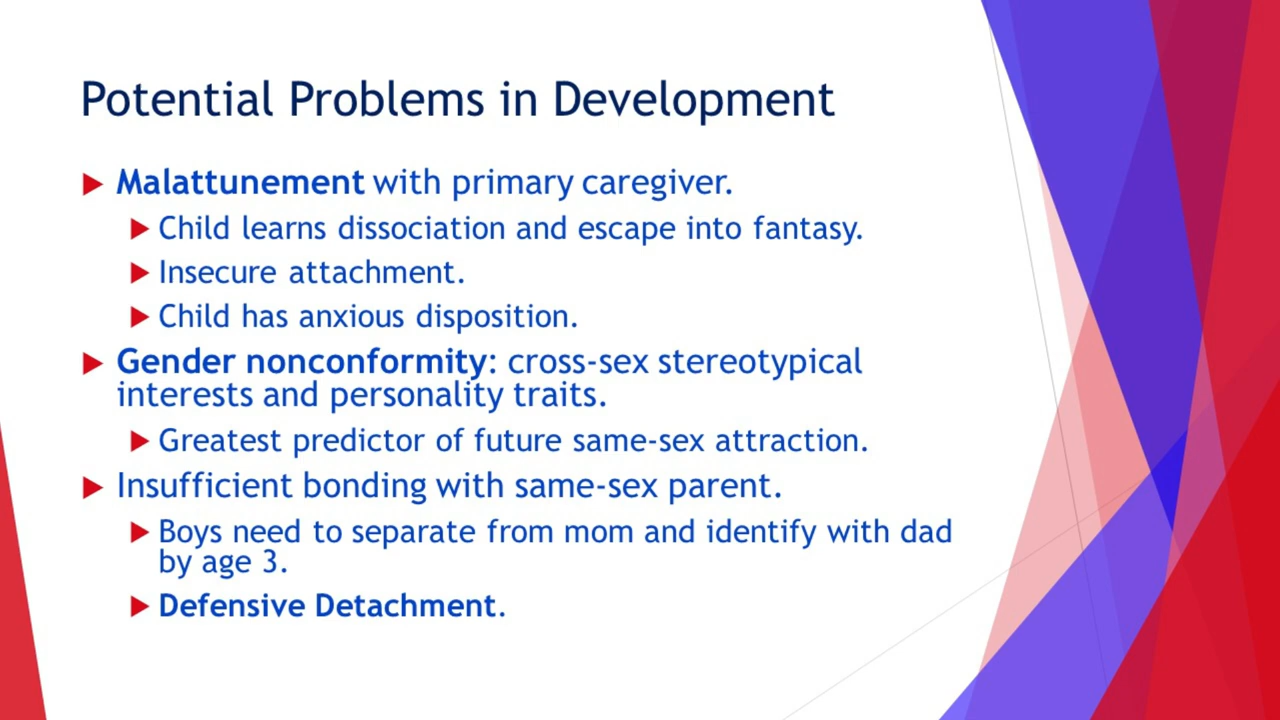 Potential Problems in Development
Malattunement with primary caregiver.
Child learns dissociation and escape into fantasy.
Insecure attachment.
Child has anxious disposition.
Gender nonconformity: cross-sex stereotypical
interests and personality traits.
Greatest predictor of future same-sex attraction.
Insufficient bonding with same-sex parent.
Boys need to separate from mom and identify with dad
by age 3.
Defensive Detachment.